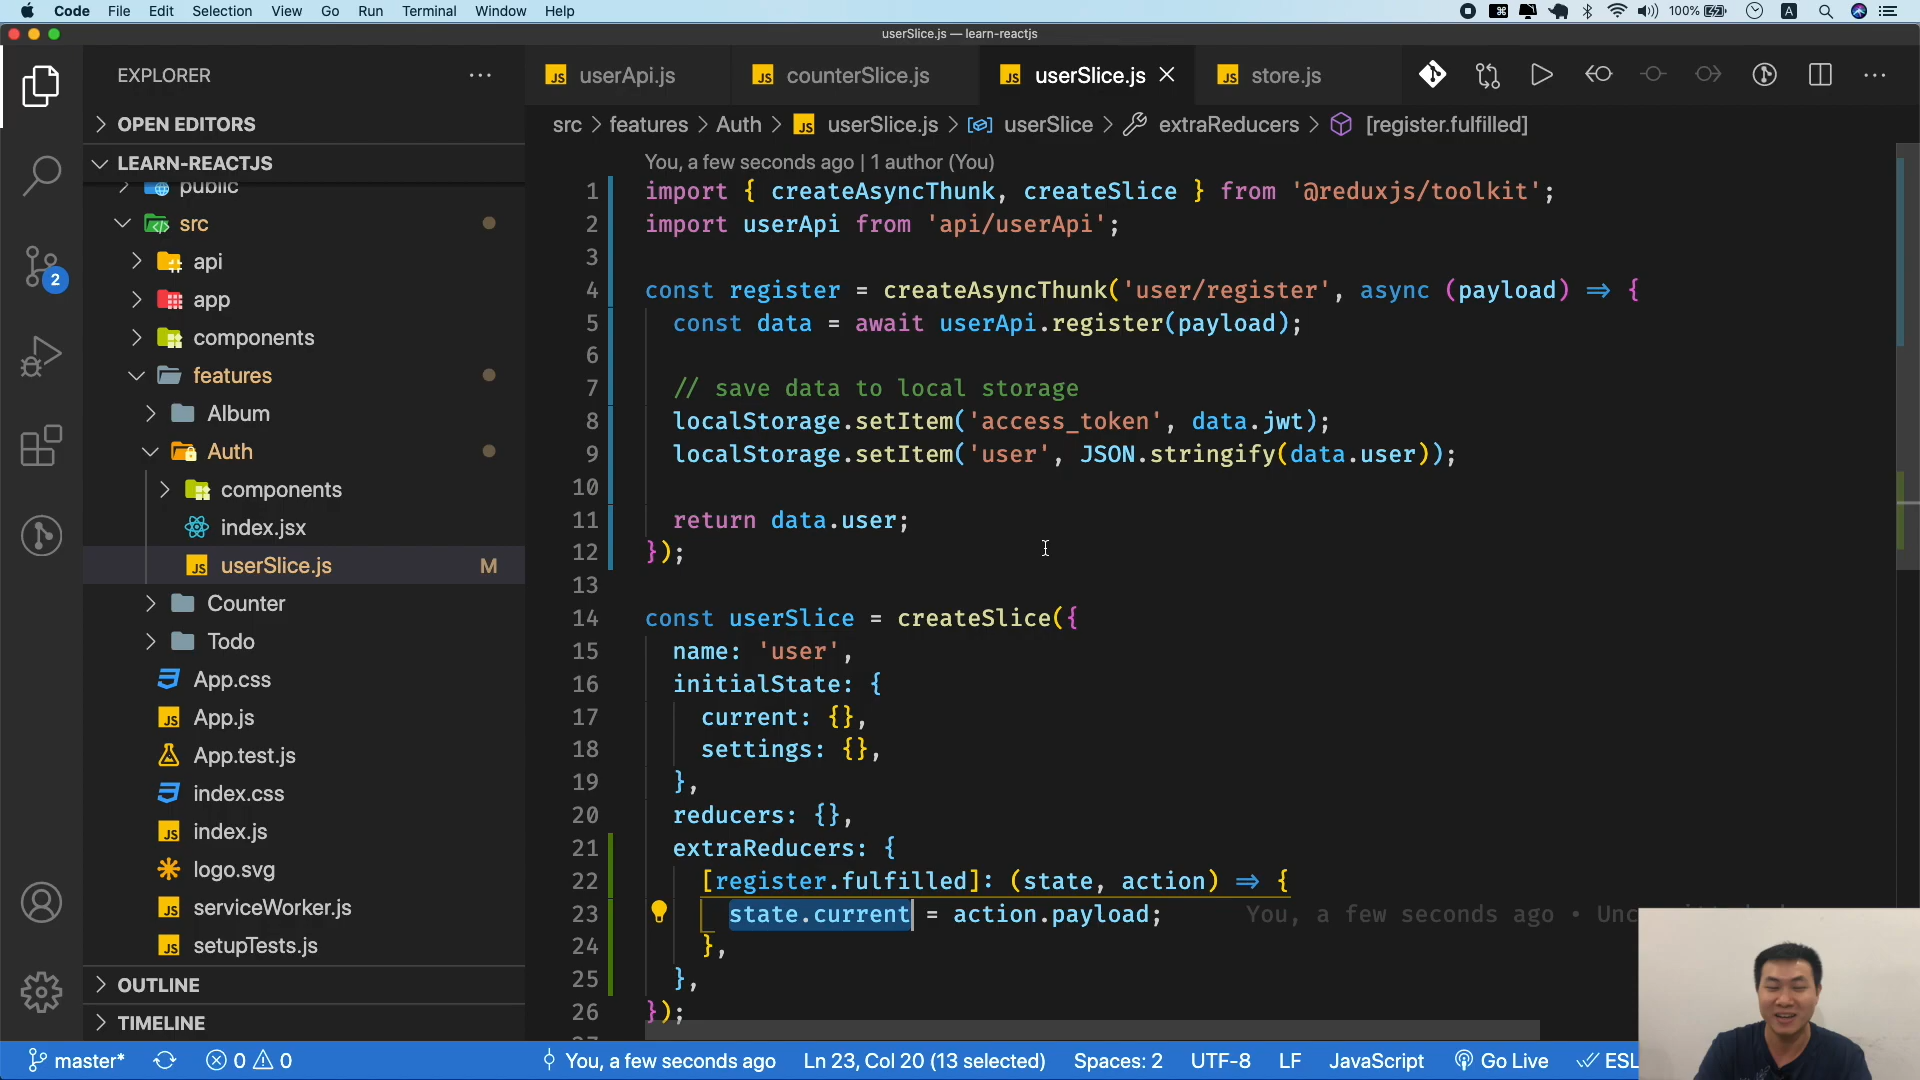 Code File Edit Selection View Go Run Terminal Window Help 100% A
userSlice.js — learn-reactjs
EXPLORER
userApi.js counterSlice.js userSlice.js store.js
OPEN EDITORS
src features Auth JS userSlice.js userSlice extraReducers [register.fulfilled]
LEARN-REACTJS
public
src
api
app
components
features
Album
Auth
components
index.jsx
userSlice.js M
Counter
Todo
App.css
App.js
App.test.js
index.css
index.js
logo.svg
serviceWorker.js
setupTests.js
OUTLINE
TIMELINE
2
You, a few seconds ago | 1 author (You)
1 import { createAsyncThunk, createSlice } from '@reduxjs/toolkit';
2 import userApi from 'api/userApi';
3
4 const register = createAsyncThunk('user/register', async (payload) ⇒ {
5 const data = await userApi.register(payload);
6
7 // save data to local storage
8 localStorage.setItem('access_token', data.jwt);
9 localStorage.setItem('user', JSON.stringify(data.user));
10
11 return data.user;
12 });
13
14 const userSlice = createSlice({
15 name: 'user',
16 initialState: {
17 current: {},
18 settings: {},
19 },
20 reducers: {},
21 extraReducers: {
22 [register.fulfilled]: (state, action) ⇒ {
23 state.current = action.payload; You, a few seconds ago •
24 },
25 },
26 });
master* 0 0 You, a few seconds ago Ln 23, Col 20 (13 selected) Spaces: 2 UTF-8 LF JavaScript Go Live